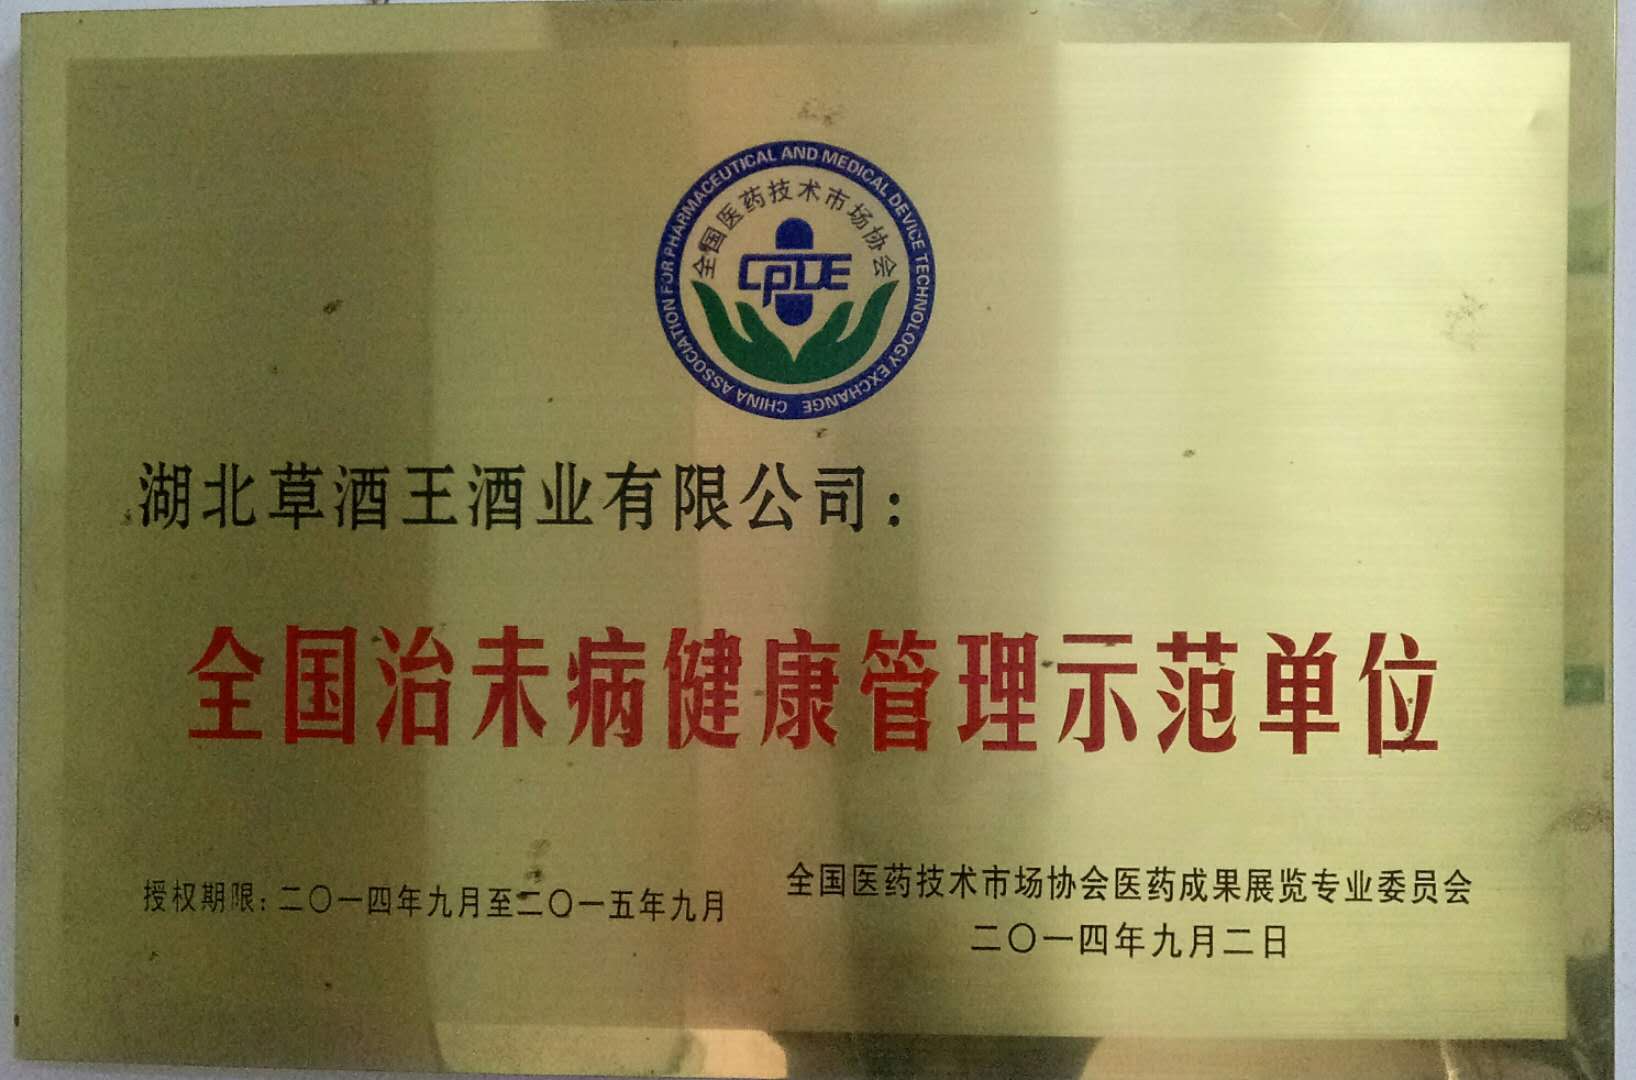 CHINA ASSOCIATION FOR PHARMACEUTICAL AND MEDICAL DEVICE TECHNOLOGY EXCHANGE
全国医药技术市场协会
CPDE
湖北草酒王酒业有限公司：
全国治未病健康管理示范单位
授权期限：二〇一四年九月至二〇一五年九月
全国医药技术市场协会医药成果展览专业委员会
二〇一四年九月二日